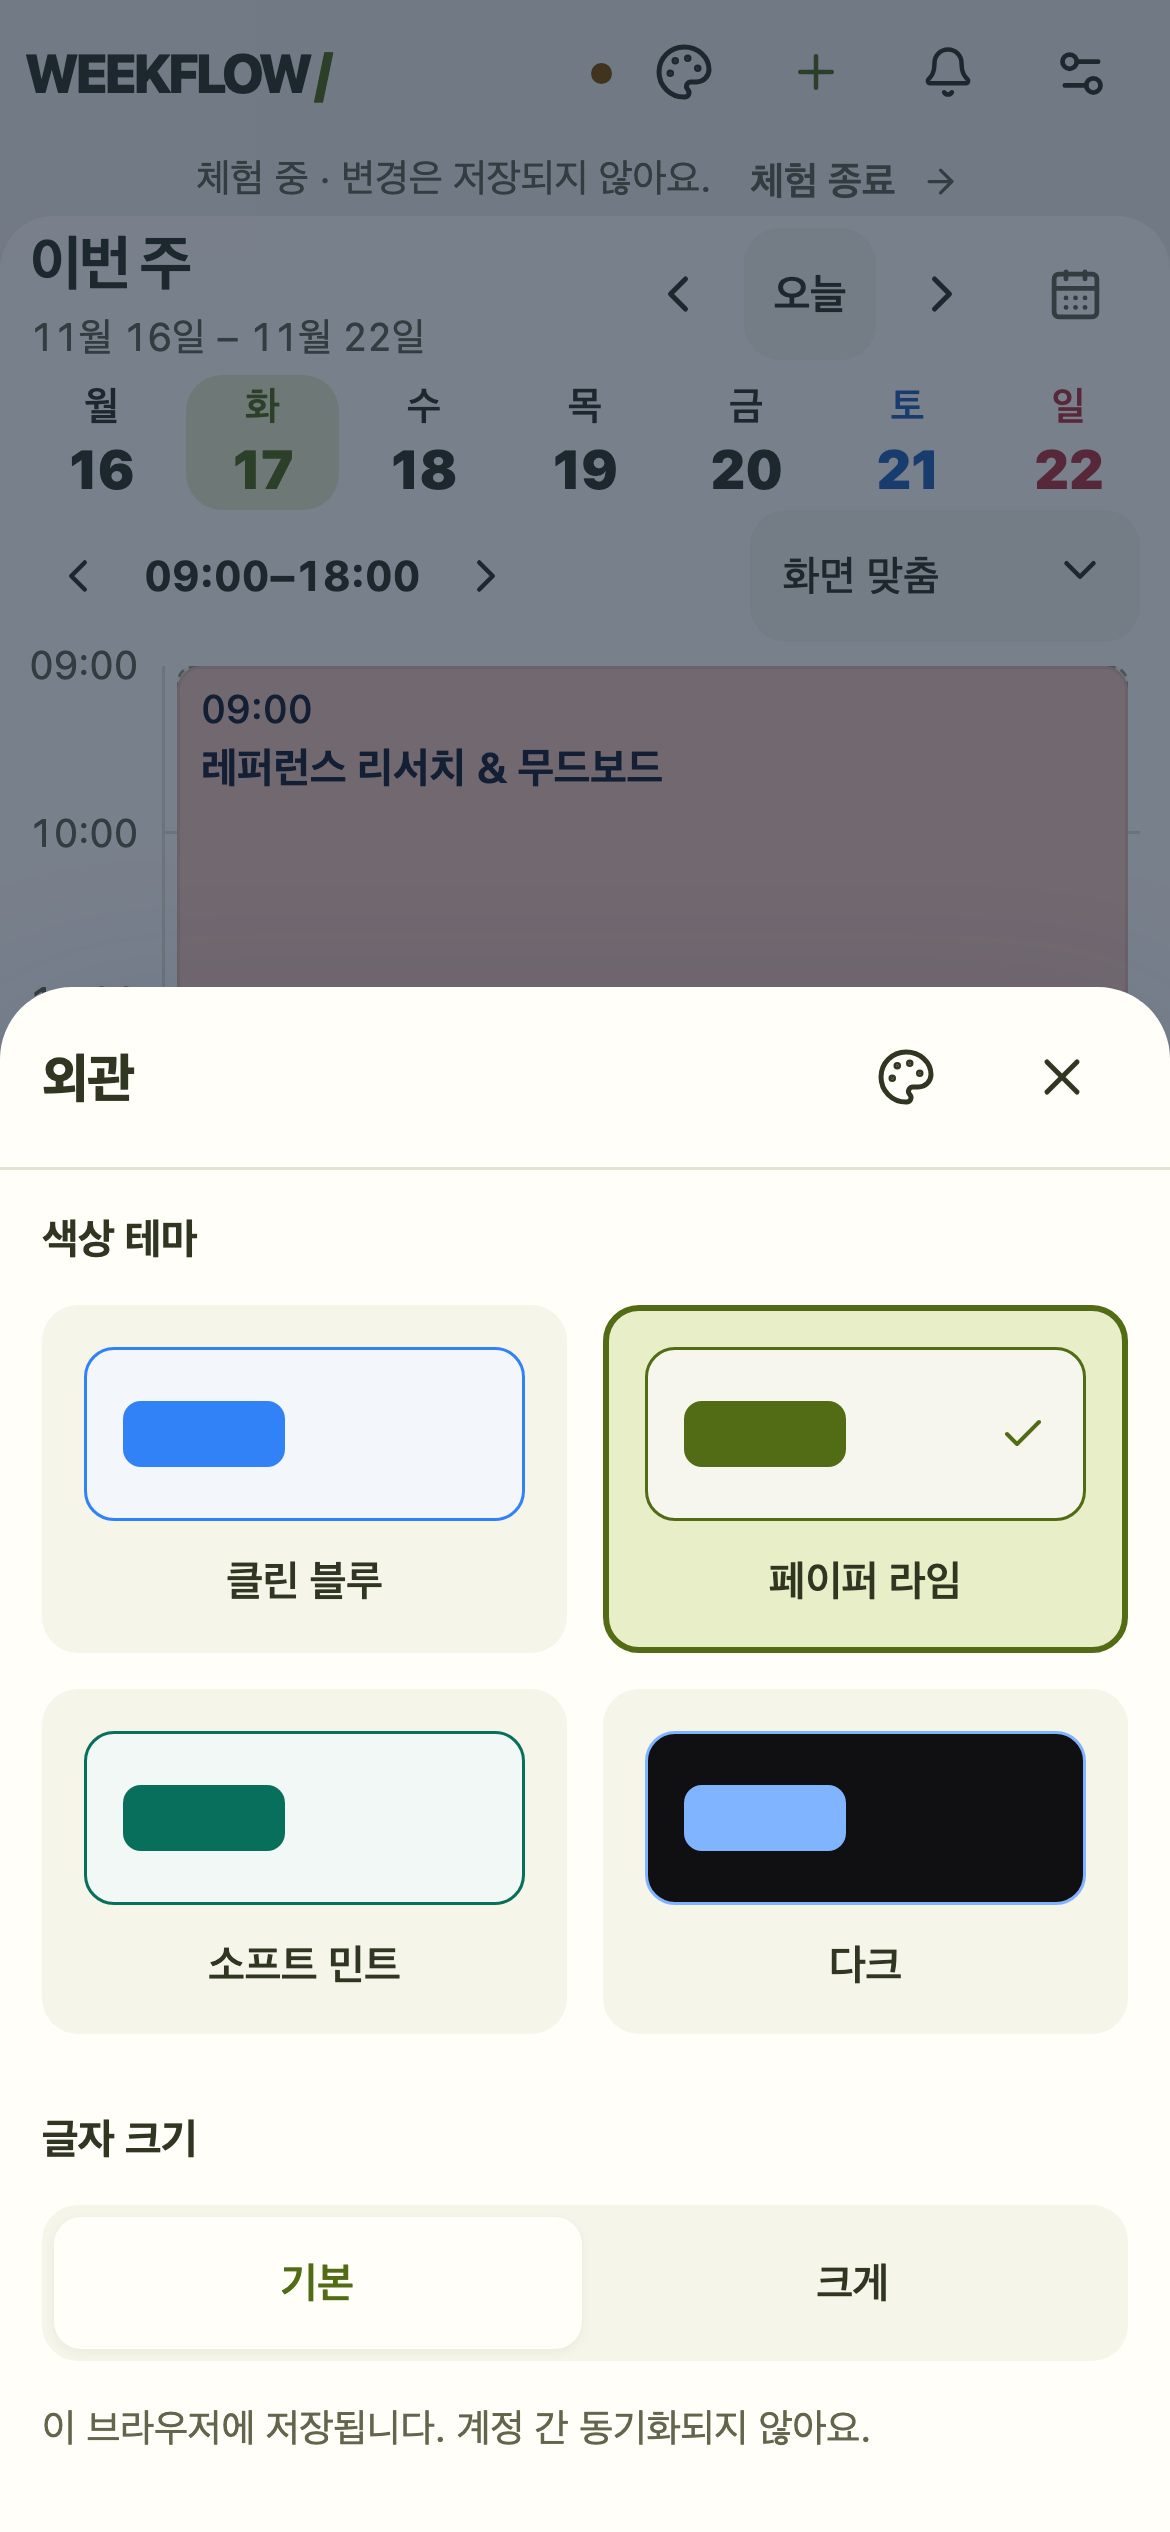 WEEKFLOW/
체험 중 · 변경은 저장되지 않아요. 체험 종료 →
이번 주
오늘
11월 16일 – 11월 22일
월 화 수 목 금 토 일
16 17 18 19 20 21 22
09:00–18:00 화면 맞춤
09:00
09:00
레퍼런스 리서치 & 무드보드
10:00
외관
색상 테마
클린 블루 페이퍼 라임
소프트 민트 다크
글자 크기
기본 크게
이 브라우저에 저장됩니다. 계정 간 동기화되지 않아요.